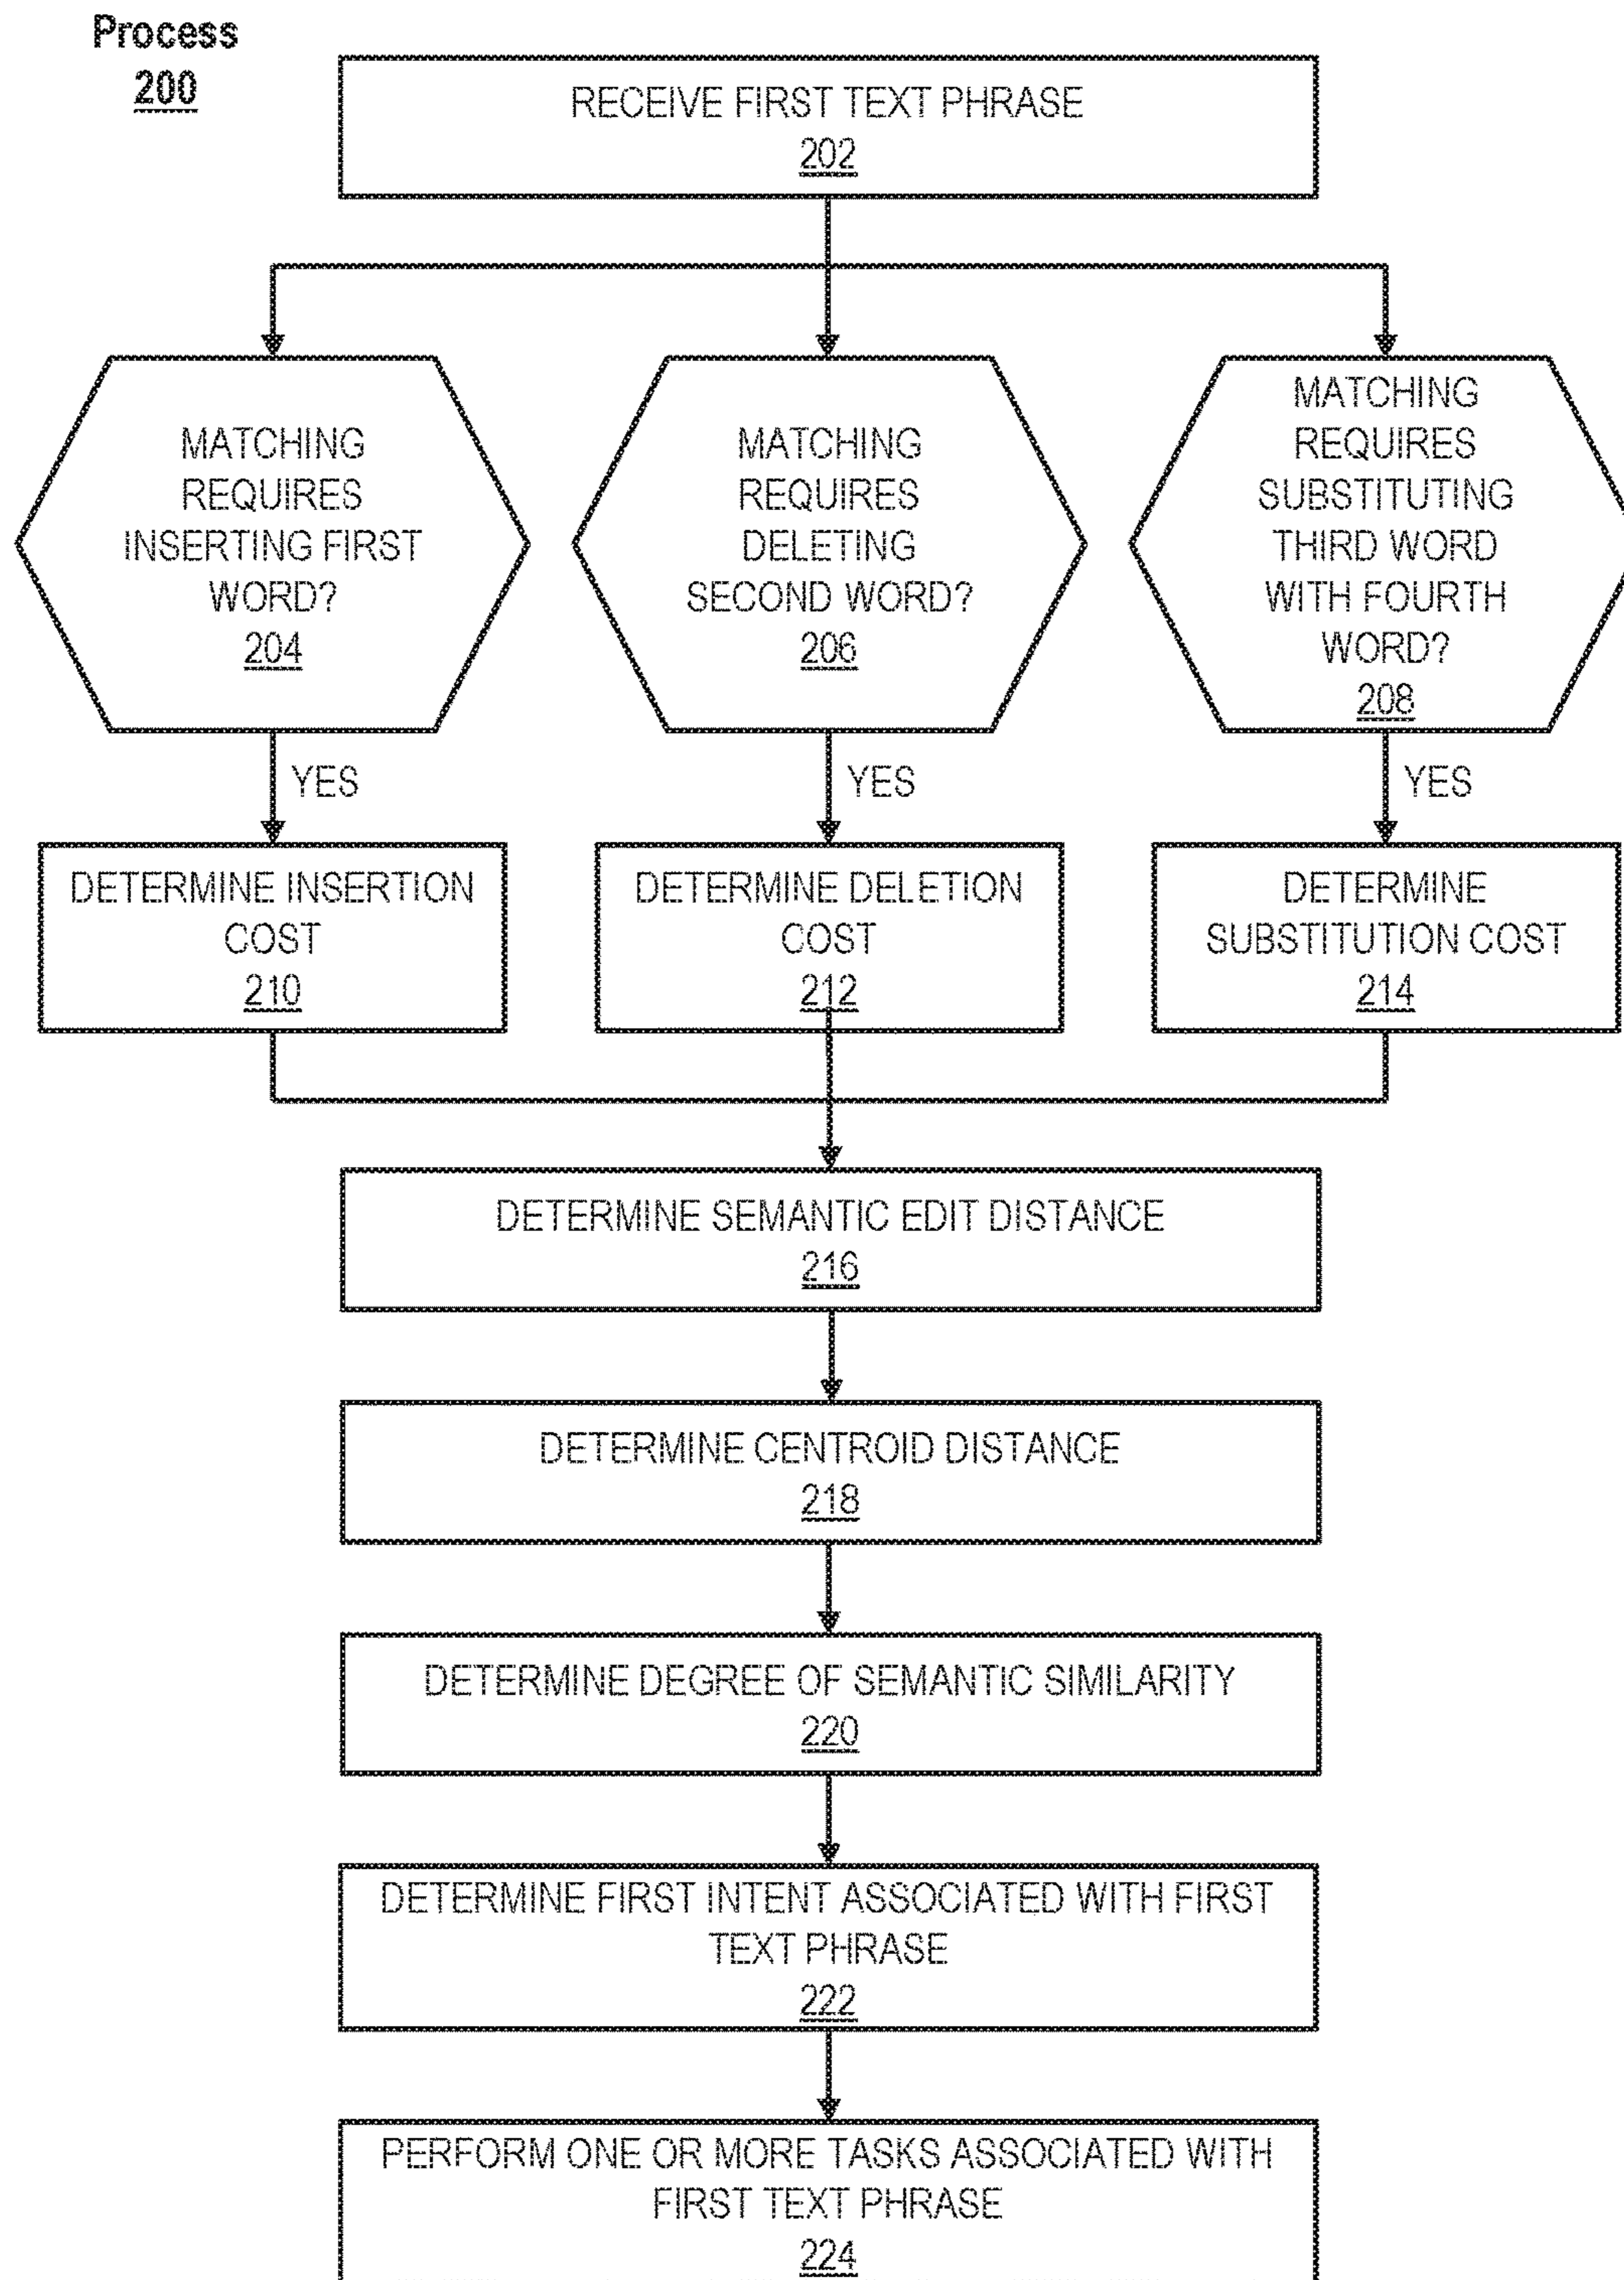 Process
200
RECEIVE FIRST TEXT PHRASE
202
MATCHING
REQUIRES
INSERTING FIRST
WORD?
204
MATCHING
REQUIRES
DELETING
SECOND WORD?
206
MATCHING
REQUIRES
SUBSTITUTING
THIRD WORD
WITH FOURTH
WORD?
208
YES
YES
YES
DETERMINE INSERTION
COST
210
DETERMINE DELETION
COST
212
DETERMINE
SUBSTITUTION COST
214
DETERMINE SEMANTIC EDIT DISTANCE
216
DETERMINE CENTROID DISTANCE
218
DETERMINE DEGREE OF SEMANTIC SIMILARITY
220
DETERMINE FIRST INTENT ASSOCIATED WITH FIRST
TEXT PHRASE
222
PERFORM ONE OR MORE TASKS ASSOCIATED WITH
FIRST TEXT PHRASE
224